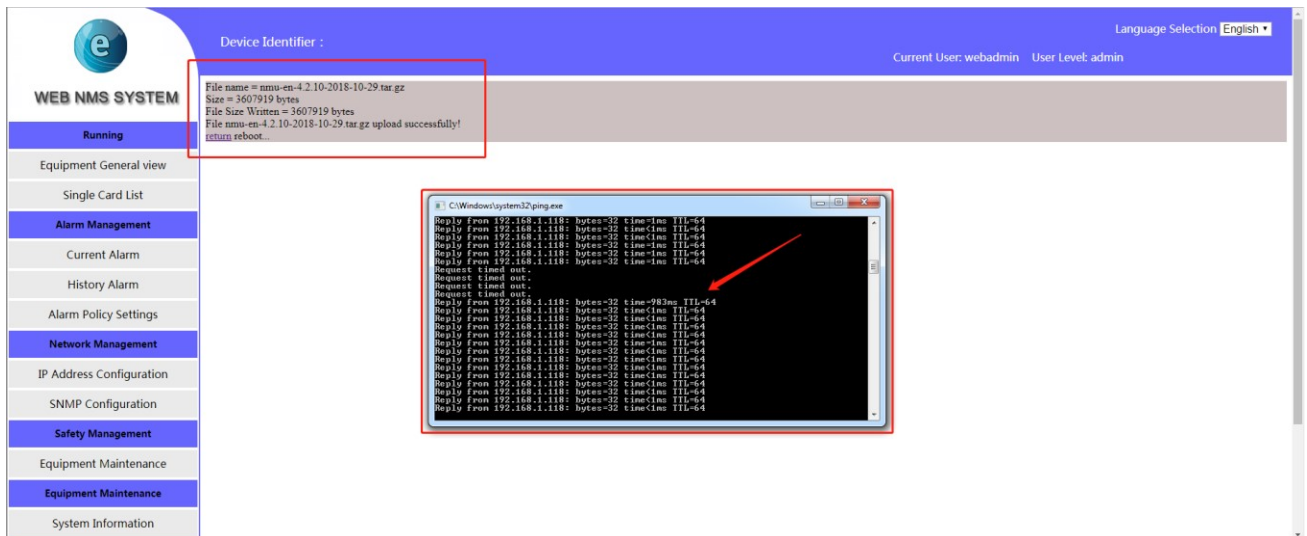 Device Identifier :
Language Selection English
Current User: webadmin User Level: admin
e
WEB NMS SYSTEM
Running
Equipment General view
Single Card List
Alarm Management
Current Alarm
History Alarm
Alarm Policy Settings
Network Management
IP Address Configuration
SNMP Configuration
Safety Management
Equipment Maintenance
Equipment Maintenance
System Information
File name = nmu-en-4.2.10-2018-10-29.tar.gz
Size = 3607919 bytes
File Size Written = 3607919 bytes
File nmu-en-4.2.10-2018-10-29.tar.gz upload successfully!
return reboot...
C:\Windows\system32\ping.exe
Reply from 192.168.1.118: bytes=32 time=1ms TTL=64
Reply from 192.168.1.118: bytes=32 time<1ms TTL=64
Reply from 192.168.1.118: bytes=32 time<1ms TTL=64
Reply from 192.168.1.118: bytes=32 time=1ms TTL=64
Reply from 192.168.1.118: bytes=32 time=1ms TTL=64
Reply from 192.168.1.118: bytes=32 time=1ms TTL=64
Request timed out.
Request timed out.
Request timed out.
Request timed out.
Reply from 192.168.1.118: bytes=32 time=983ms TTL=64
Reply from 192.168.1.118: bytes=32 time<1ms TTL=64
Reply from 192.168.1.118: bytes=32 time<1ms TTL=64
Reply from 192.168.1.118: bytes=32 time<1ms TTL=64
Reply from 192.168.1.118: bytes=32 time=1ms TTL=64
Reply from 192.168.1.118: bytes=32 time<1ms TTL=64
Reply from 192.168.1.118: bytes=32 time<1ms TTL=64
Reply from 192.168.1.118: bytes=32 time<1ms TTL=64
Reply from 192.168.1.118: bytes=32 time<1ms TTL=64
Reply from 192.168.1.118: bytes=32 time<1ms TTL=64
Reply from 192.168.1.118: bytes=32 time<1ms TTL=64
Reply from 192.168.1.118: bytes=32 time<1ms TTL=64
Reply from 192.168.1.118: bytes=32 time<1ms TTL=64
Reply from 192.168.1.118: bytes=32 time<1ms TTL=64